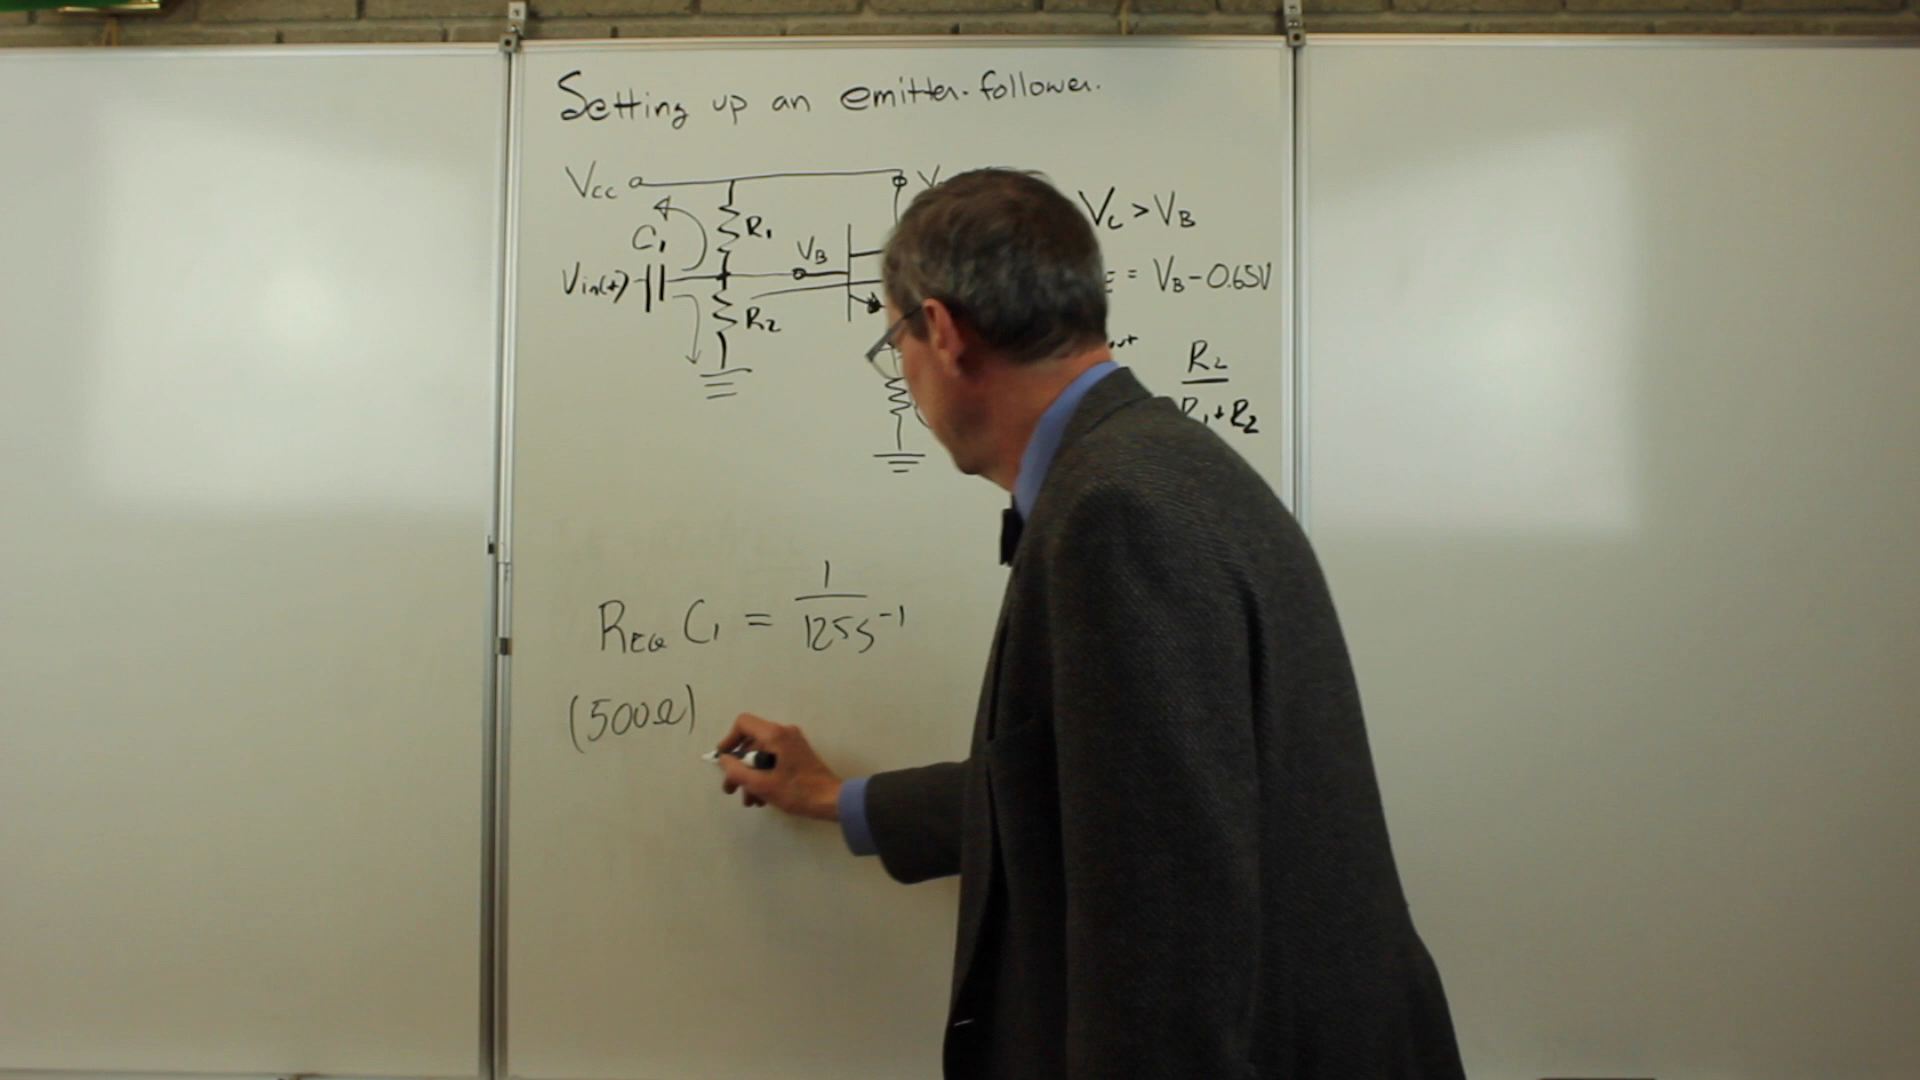 Setting up an emitter-follower.
Vcc
C1
R1
VB
VC > VB
Vin(t)
R2
= VB - 0.65V
R2
R1 + R2
REQ C1 = 1
125 s^-1
(500Ω)